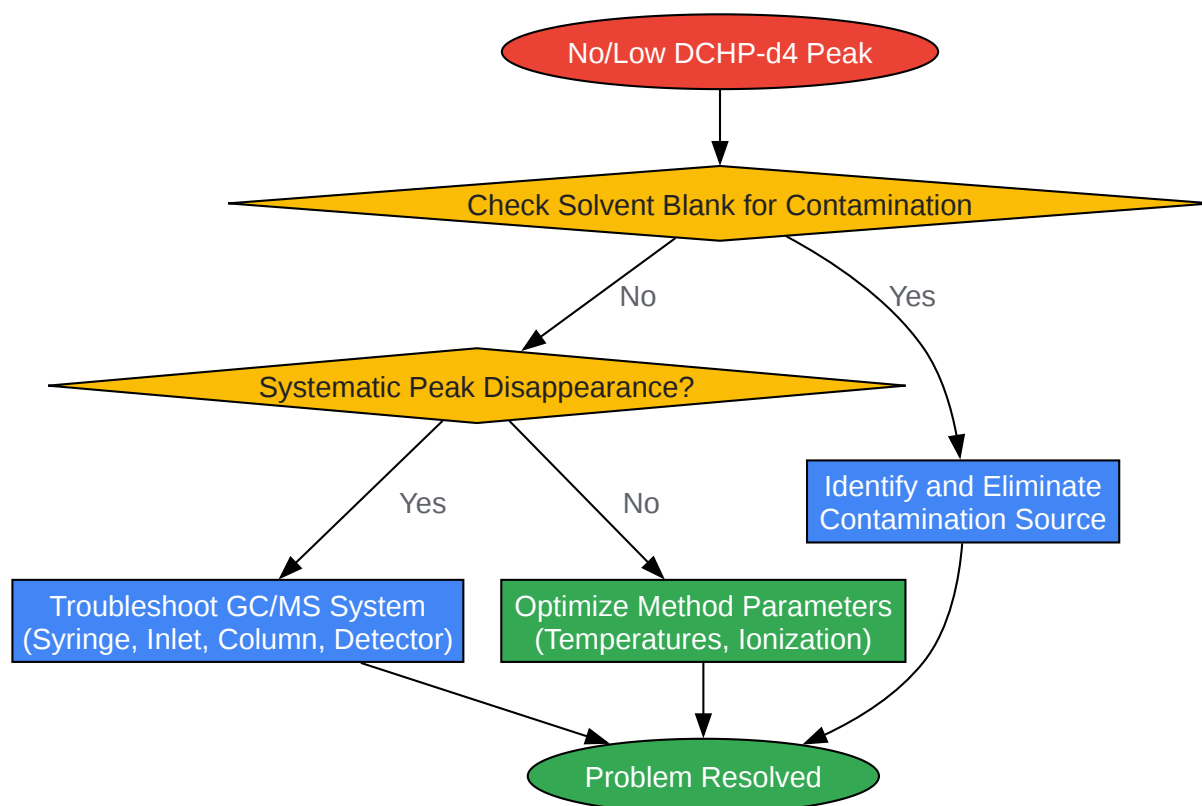 No/Low DCHP-d4 Peak
Check Solvent Blank for Contamination
No
Yes
Systematic Peak Disappearance?
Yes
No
Identify and Eliminate
Contamination Source
Troubleshoot GC/MS System
(Syringe, Inlet, Column, Detector)
Optimize Method Parameters
(Temperatures, Ionization)
Problem Resolved